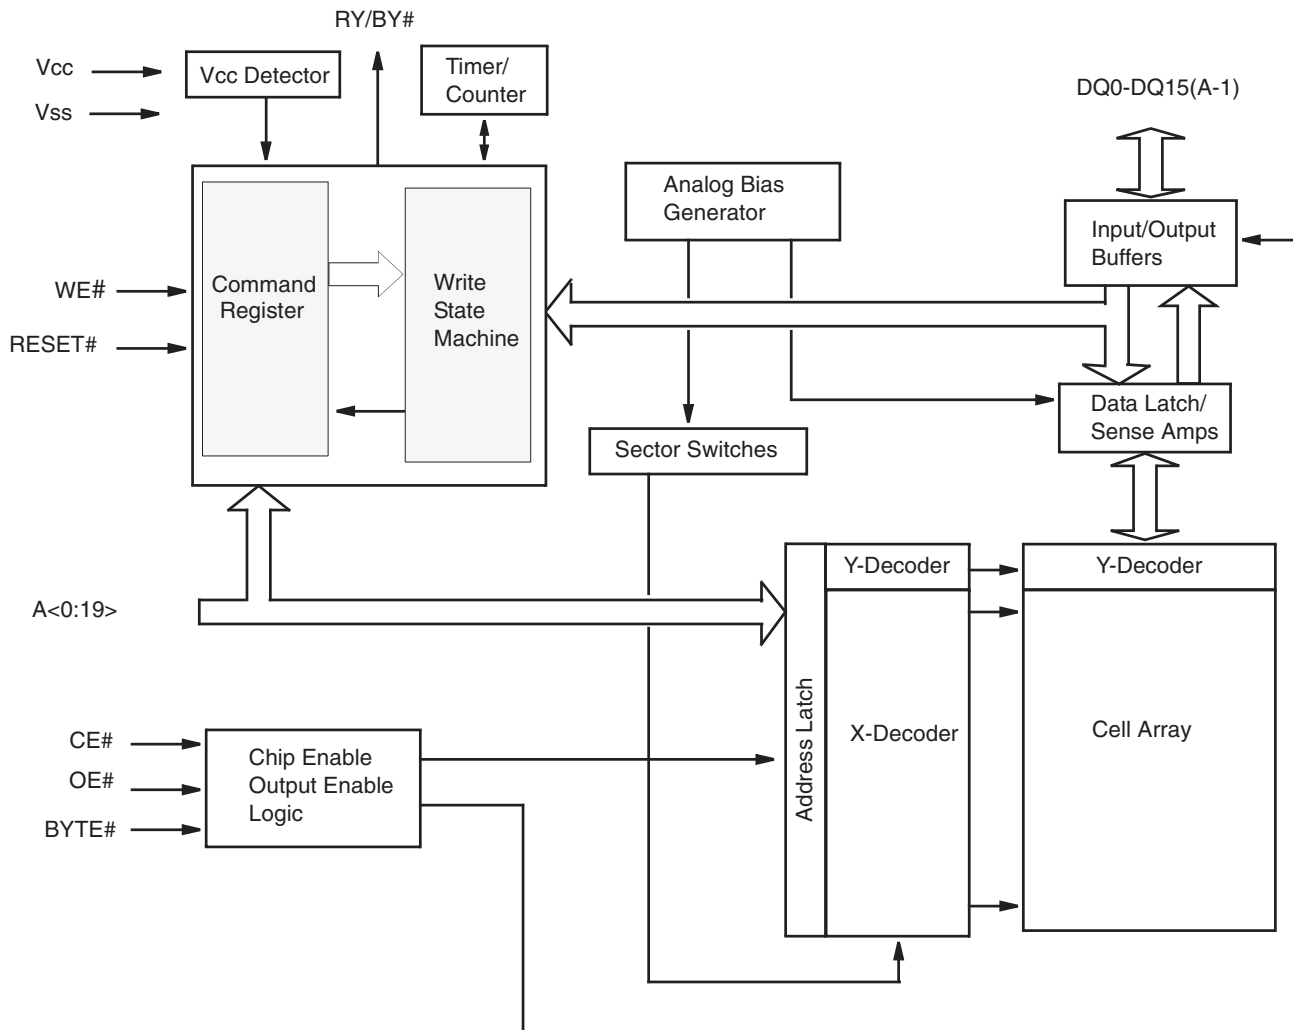 RY/BY#
Vcc
Vss
Vcc Detector
Timer/
Counter
DQ0-DQ15(A-1)
Analog Bias
Generator
Input/Output
Buffers
WE#
RESET#
Command
Register
Write
State
Machine
Data Latch/
Sense Amps
Sector Switches
A<0:19>
Address Latch
Y-Decoder
Y-Decoder
X-Decoder
Cell Array
CE#
OE#
BYTE#
Chip Enable
Output Enable
Logic